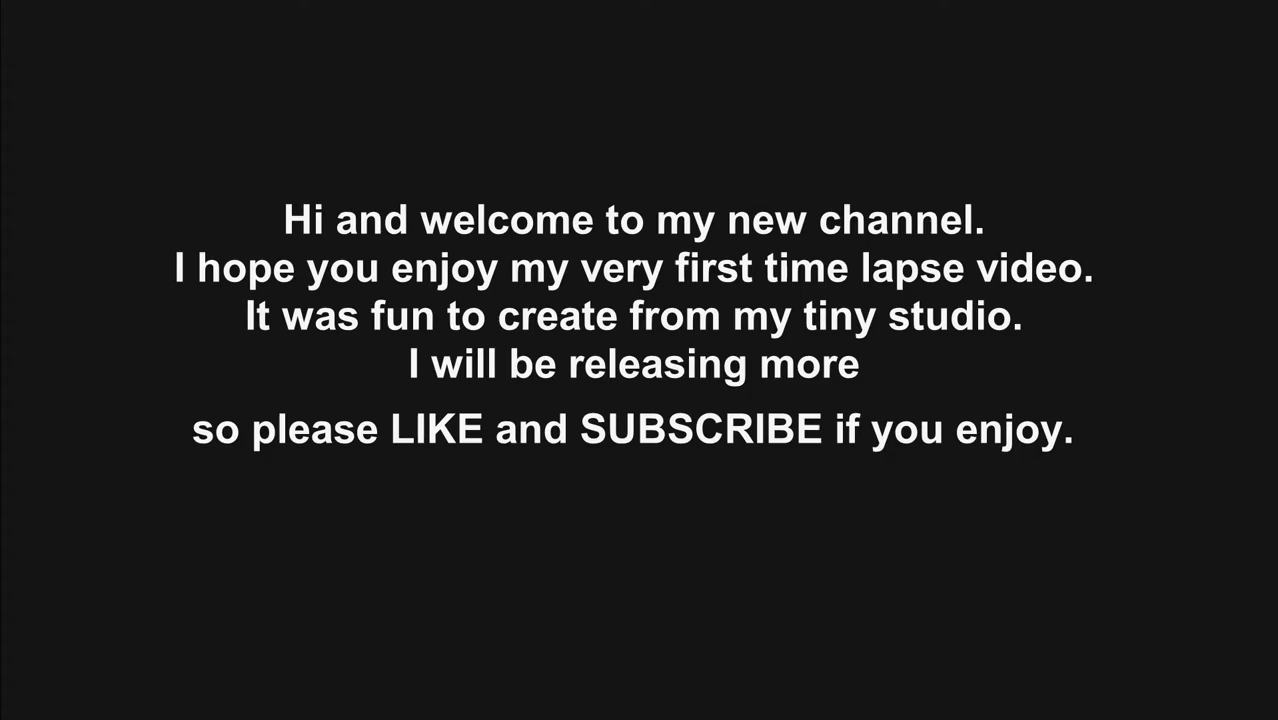 Hi and welcome to my new channel.
I hope you enjoy my very first time lapse video.
It was fun to create from my tiny studio.
I will be releasing more
so please LIKE and SUBSCRIBE if you enjoy.